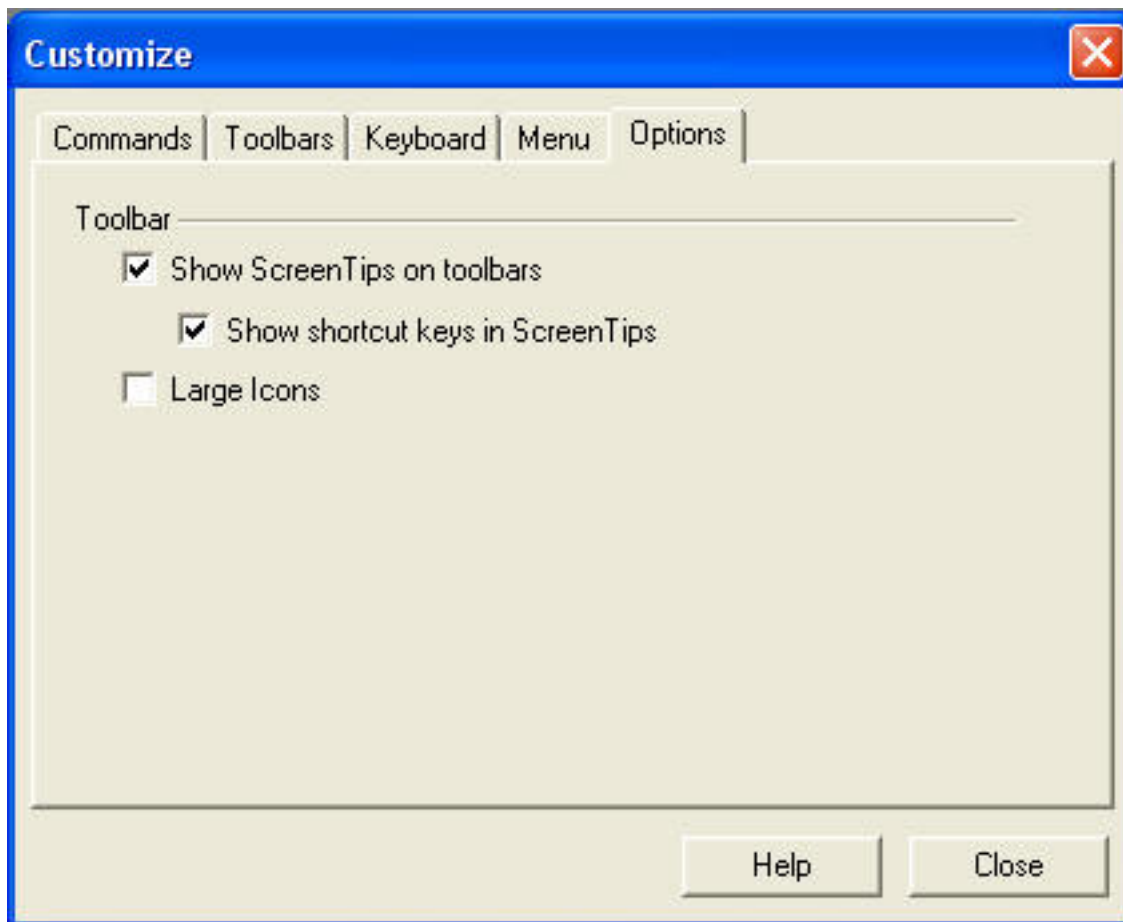 Customize
Commands Toolbars Keyboard Menu Options
Toolbar
Show ScreenTips on toolbars
Show shortcut keys in ScreenTips
Large Icons
Help Close